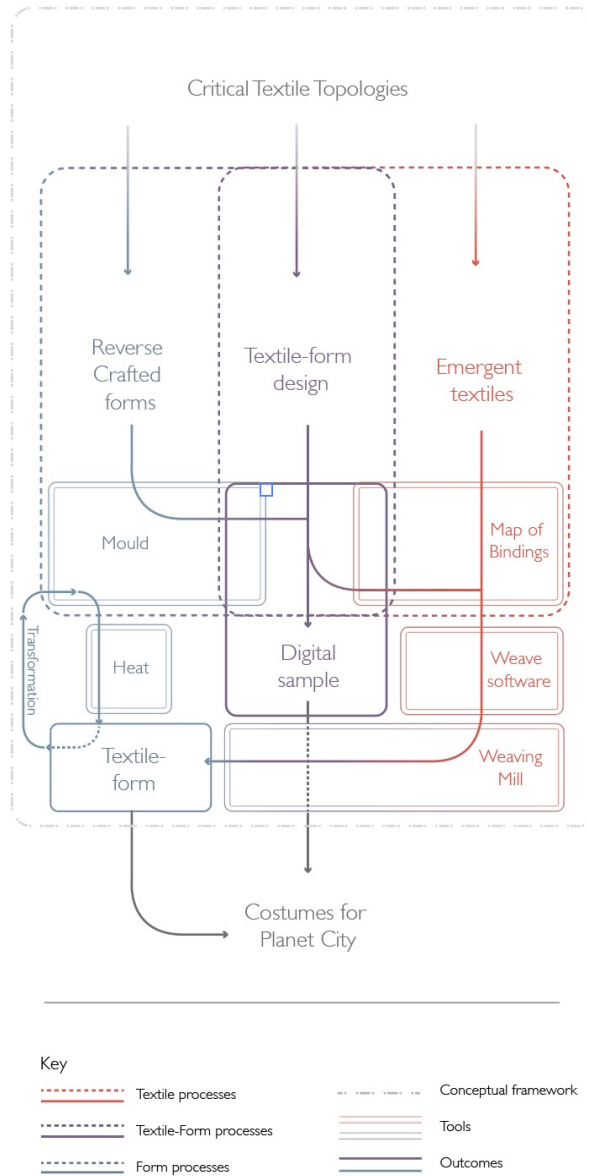 Critical Textile Topologies
Reverse
Crafted
forms
Textile-form
design
Emergent
textiles
Mould
Map of
Bindings
Transformation
Heat
Digital
sample
Weave
software
Textile-
form
Weaving
Mill
Costumes for
Planet City
Key
Textile processes
Textile-Form processes
Form processes
Conceptual framework
Tools
Outcomes